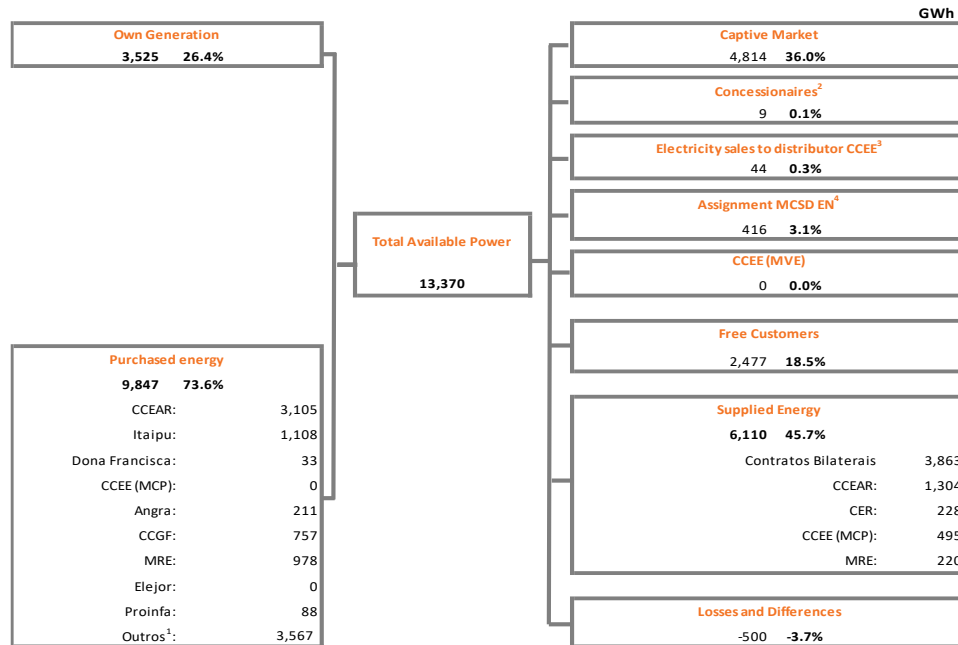 GWh
Own Generation
3,525 26.4%
Purchased energy
9,847 73.6%
CCEAR: 3,105
Itaipu: 1,108
Dona Francisca: 33
CCEE (MCP): 0
Angra: 211
CCGF: 757
MRE: 978
Elejor: 0
Proinfa: 88
Outros¹: 3,567
Total Available Power
13,370
Captive Market
4,814 36.0%
Concessionaires²
9 0.1%
Electricity sales to distributor CCEE³
44 0.3%
Assignment MCSD EN⁴
416 3.1%
CCEE (MVE)
0 0.0%
Free Customers
2,477 18.5%
Supplied Energy
6,110 45.7%
Contratos Bilaterais 3,863
CCEAR: 1,304
CER: 228
CCEE (MCP): 495
MRE: 220
Losses and Differences
-500 -3.7%